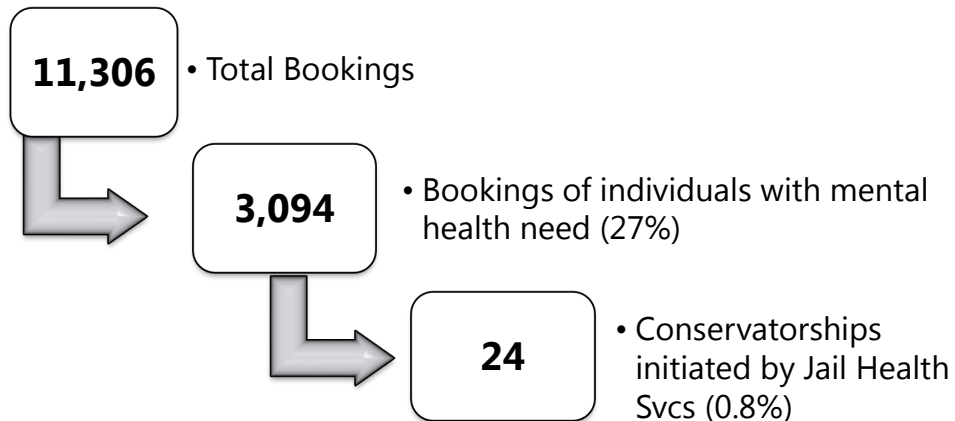 11,306
• Total Bookings
3,094
• Bookings of individuals with mental
health need (27%)
24
• Conservatorships
initiated by Jail Health
Svcs (0.8%)